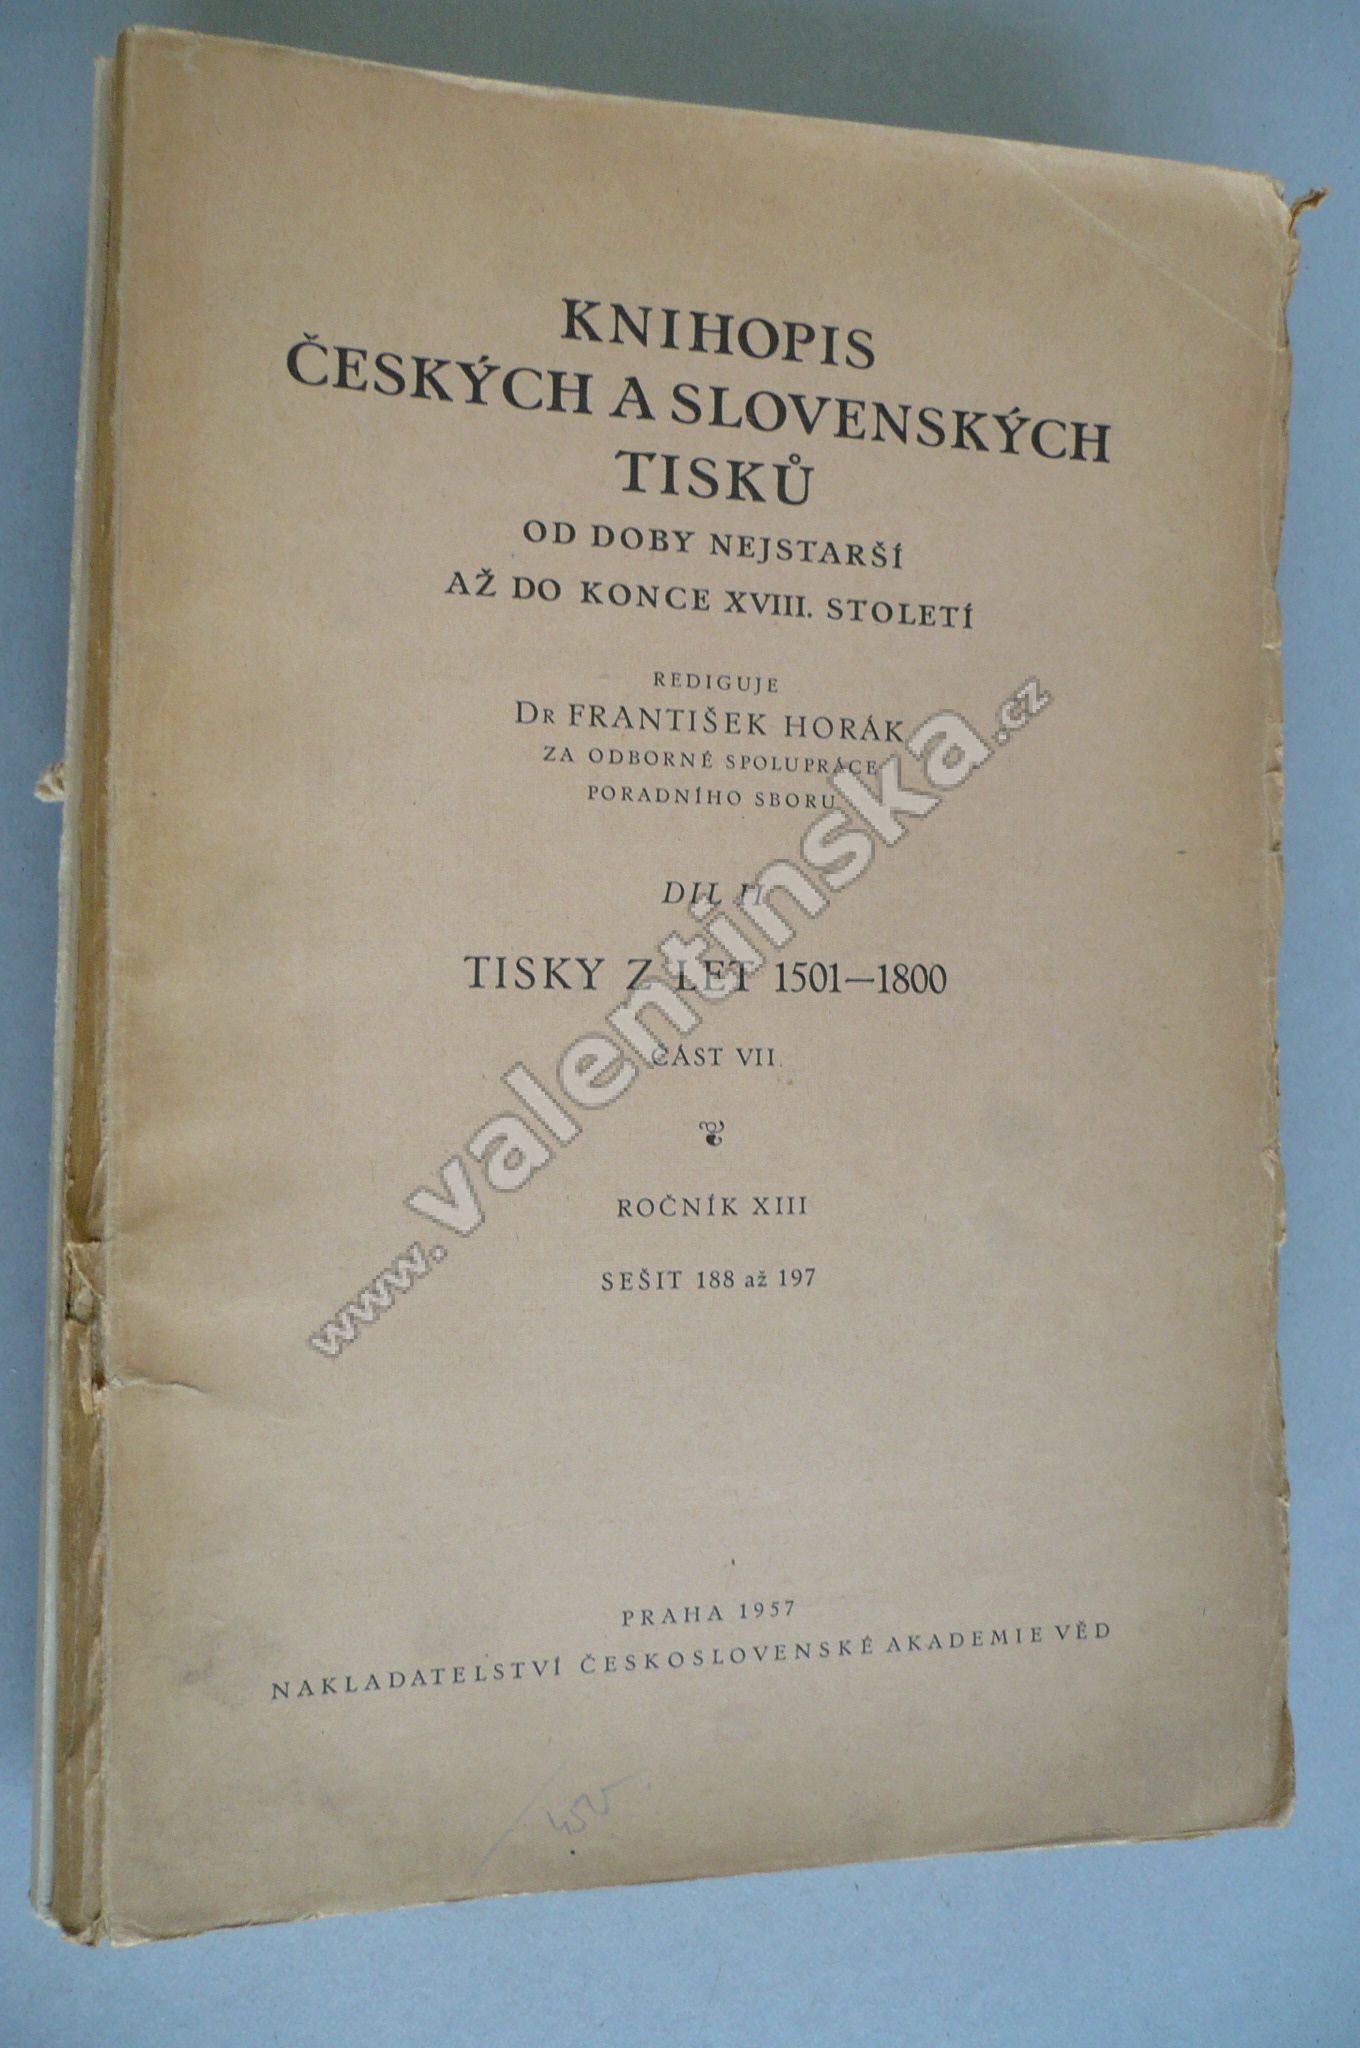 KNIHOPIS
ČESKÝCH A SLOVENSKÝCH
TISKŮ
OD DOBY NEJSTARŠÍ
AŽ DO KONCE XVIII. STOLETÍ
REDIGUJE
DR FRANTIŠEK HORÁK
ZA ODBORNÉ SPOLUPRÁCE
PORADNÍHO SBORU
DÍL II
TISKY Z LET 1501—1800
ČÁST VII
ROČNÍK XIII
SEŠIT 188 až 197
PRAHA 1957
NAKLADATELSTVÍ ČESKOSLOVENSKÉ AKADEMIE VĚD
www.valentinska.cz